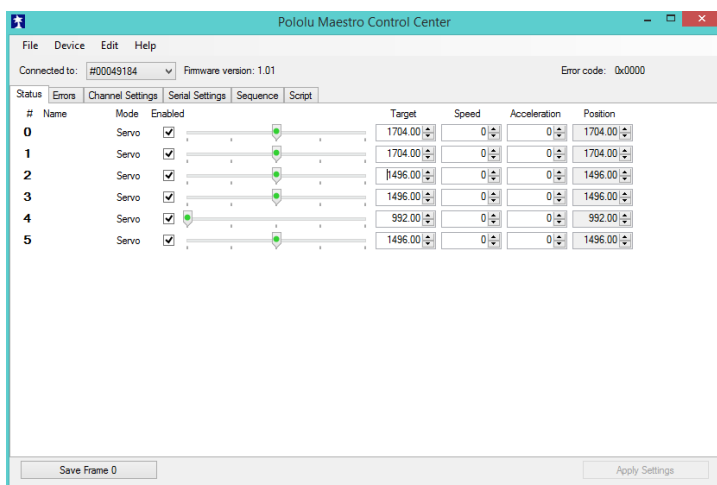 Pololu Maestro Control Center
File Device Edit Help
Connected to: #00049184 Firmware version: 1.01 Error code: 0x0000
Status Errors Channel Settings Serial Settings Sequence Script
# Name Mode Enabled Target Speed Acceleration Position
0 Servo 1704.00 0 0 1704.00
1 Servo 1704.00 0 0 1704.00
2 Servo 1496.00 0 0 1496.00
3 Servo 1496.00 0 0 1496.00
4 Servo 992.00 0 0 992.00
5 Servo 1496.00 0 0 1496.00
Save Frame 0 Apply Settings